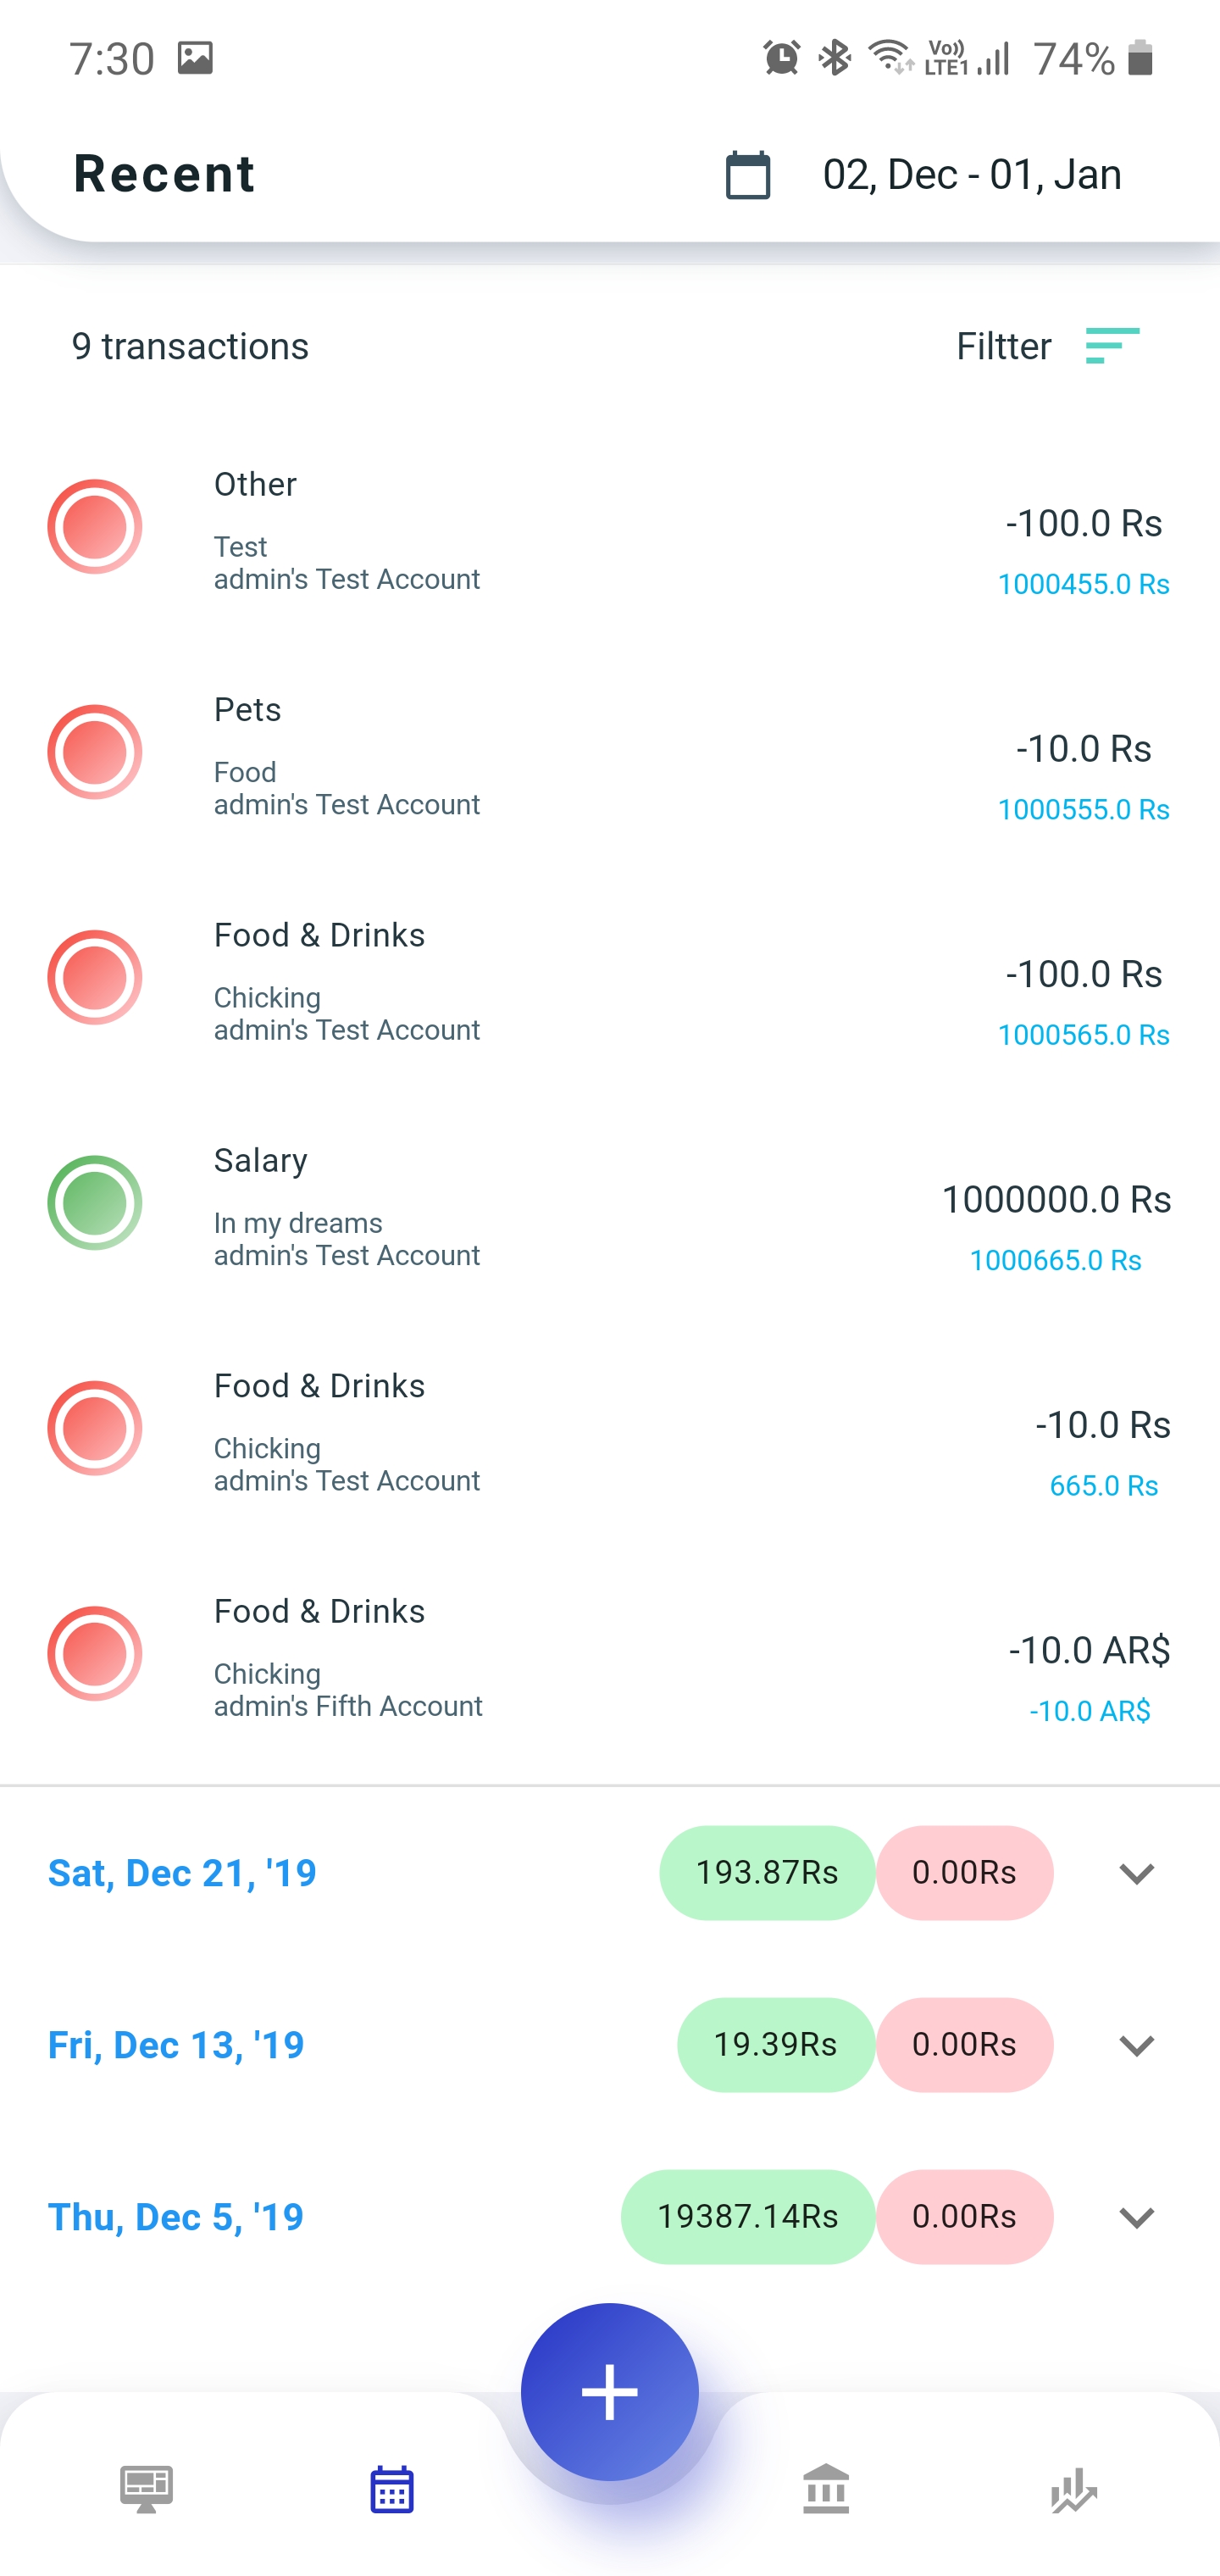 7:30
Vo)) LTE1 74%
Recent
02, Dec - 01, Jan
9 transactions
Filtter
Other
Test
admin's Test Account
-100.0 Rs
1000455.0 Rs
Pets
Food
admin's Test Account
-10.0 Rs
1000555.0 Rs
Food & Drinks
Chicking
admin's Test Account
-100.0 Rs
1000565.0 Rs
Salary
In my dreams
admin's Test Account
1000000.0 Rs
1000665.0 Rs
Food & Drinks
Chicking
admin's Test Account
-10.0 Rs
665.0 Rs
Food & Drinks
Chicking
admin's Fifth Account
-10.0 AR$
-10.0 AR$
Sat, Dec 21, '19
193.87Rs
0.00Rs
Fri, Dec 13, '19
19.39Rs
0.00Rs
Thu, Dec 5, '19
19387.14Rs
0.00Rs